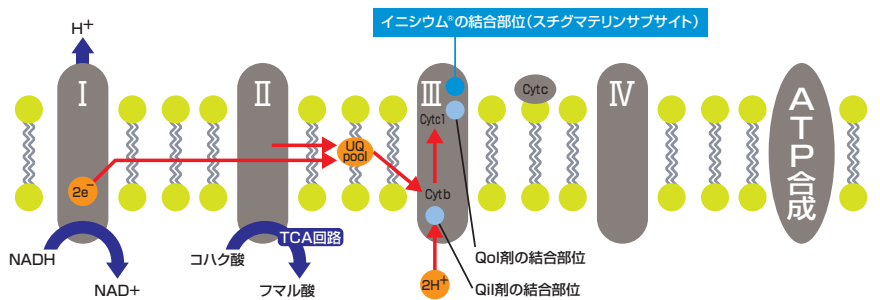 イニシウム®の結合部位(スチグマテリンサブサイト)
H+
I
II
III
IV
Cytc
Cytc1
ATP合成
UQ
pool
2e-
Cytb
TCA回路
NADH
NAD+
コハク酸
フマル酸
2H+
QoI剤の結合部位
QiI剤の結合部位